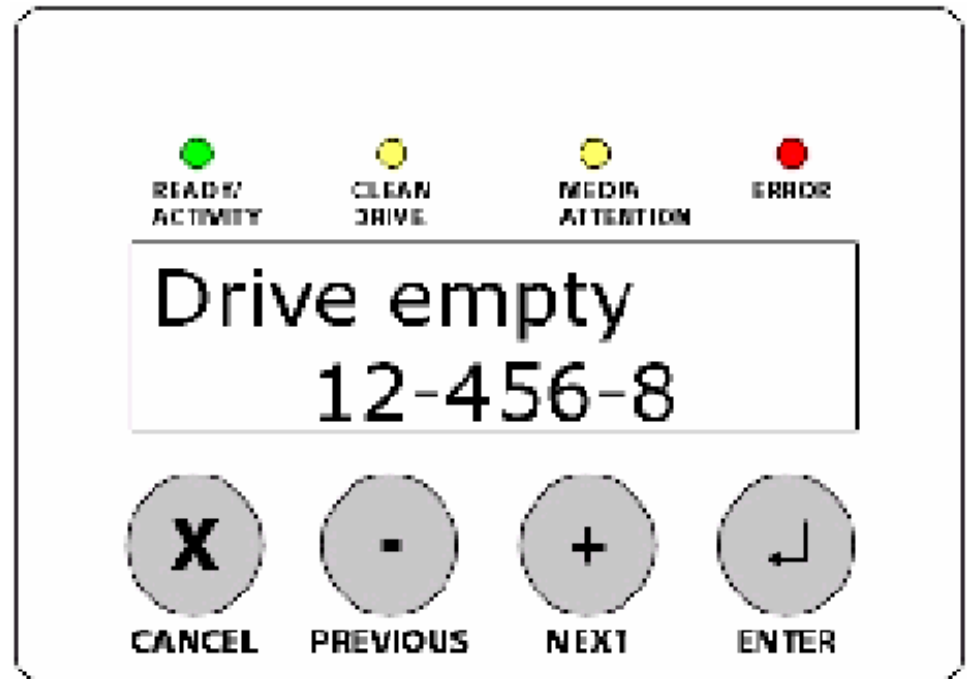 READY/ CLEAN MEDIA ERROR
ACTIVITY DRIVE ATTENTION
Drive empty
12-456-8
X - +
CANCEL PREVIOUS NEXT ENTER